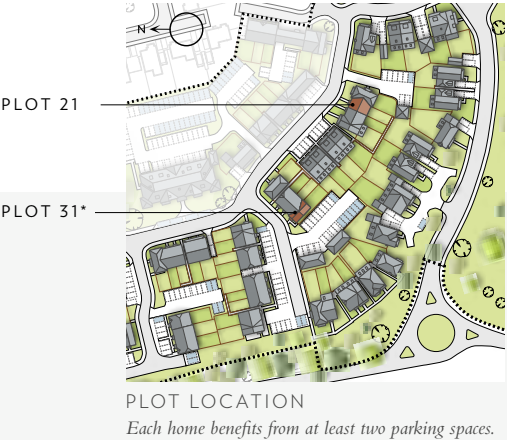 N
PLOT 21
PLOT 31*
PLOT LOCATION
Each home benefits from at least two parking spaces.